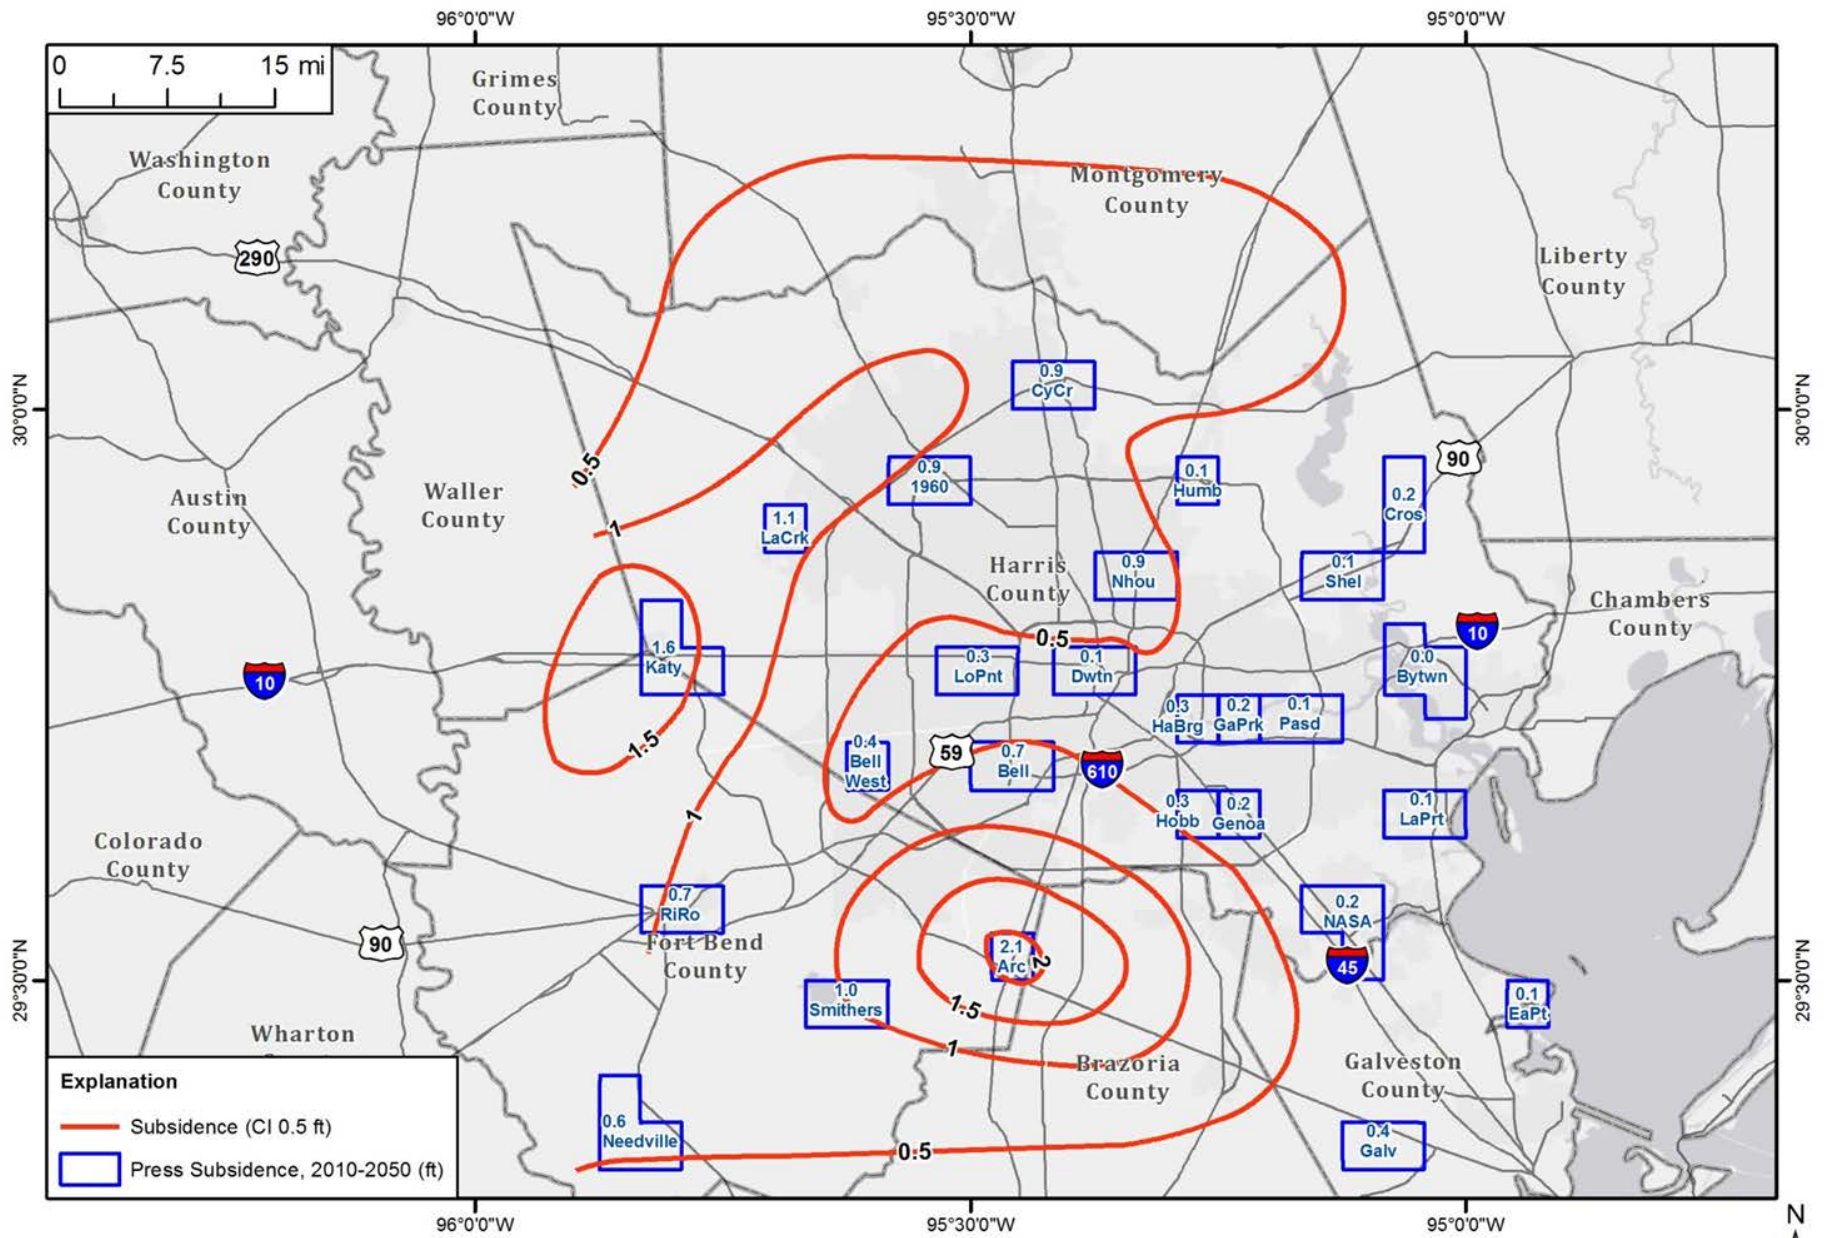 96°0'0"W
95°30'0"W
95°0'0"W
0
7.5
15 mi
Grimes
County
Washington
County
Montgomery
County
290
Liberty
County
30°0'0"N
30°0'0"N
0.9
CyCr
0.5
90
0.9
1960
0.1
Humb
Austin
County
Waller
County
0.2
Cros
1
1.1
LaCrk
Harris
County
0.9
Nhou
0.1
Shel
Chambers
County
10
0.5
1.6
Katy
0.3
LoPnt
0.1
Dwtn
0.0
Bytwn
10
0.3
HaBrg
0.2
GaPrk
0.1
Pasd
1.5
0.4
Bell
West
59
0.7
Bell
610
1
0.3
Hobb
0.2
Genoa
0.1
LaPrt
Colorado
County
0.7
RiRo
0.2
NASA
90
Fort Bend
County
2.1
Arc
2
45
29°30'0"N
29°30'0"N
1.0
Smithers
1.5
0.1
EaPt
Wharton
1
Brazoria
County
Galveston
County
Explanation
Subsidence (CI 0.5 ft)
Press Subsidence, 2010-2050 (ft)
0.6
Needville
0.5
0.4
Galv
96°0'0"W
95°30'0"W
95°0'0"W
N